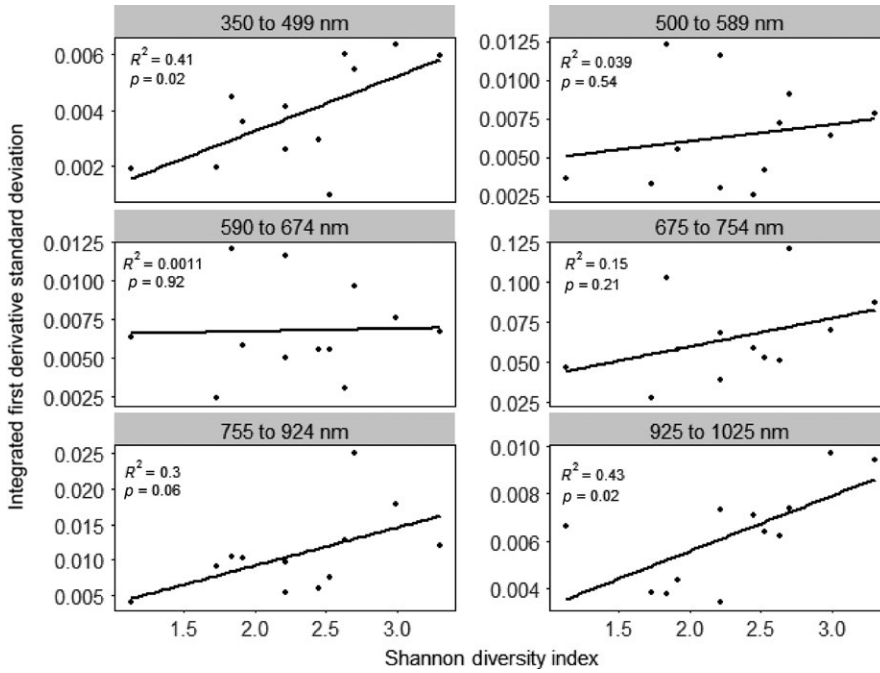 350 to 499 nm
R² = 0.41
p = 0.02
0.006
0.004
0.002
500 to 589 nm
R² = 0.039
p = 0.54
0.0125
0.0100
0.0075
0.0050
0.0025
590 to 674 nm
R² = 0.0011
p = 0.92
0.0125
0.0100
0.0075
0.0050
0.0025
675 to 754 nm
R² = 0.15
p = 0.21
0.125
0.100
0.075
0.050
0.025
755 to 924 nm
R² = 0.3
p = 0.06
0.025
0.020
0.015
0.010
0.005
925 to 1025 nm
R² = 0.43
p = 0.02
0.010
0.008
0.006
0.004
1.5 2.0 2.5 3.0
1.5 2.0 2.5 3.0
Shannon diversity index
Integrated first derivative standard deviation